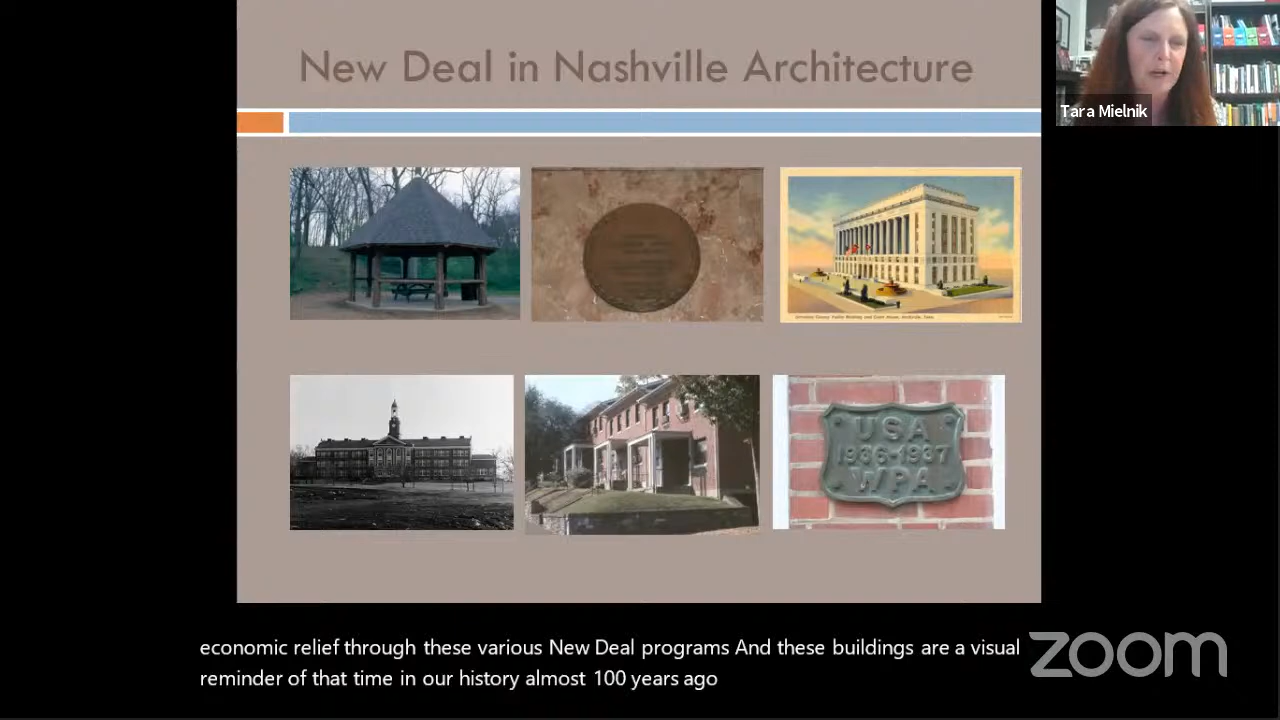 New Deal in Nashville Architecture
Tara Mielnik
USA
1936-1937
WPA
economic relief through these various New Deal programs And these buildings are a visual
reminder of that time in our history almost 100 years ago
zoom